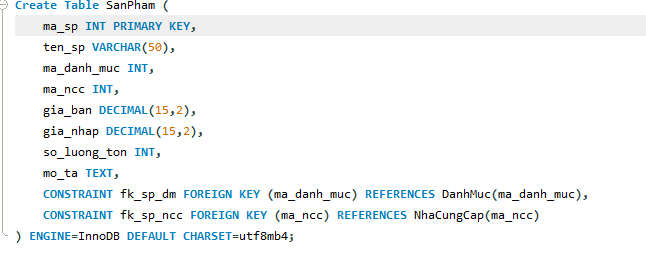 Create Table SanPham (
ma_sp INT PRIMARY KEY,
ten_sp VARCHAR(50),
ma_danh_muc INT,
ma_ncc INT,
gia_ban DECIMAL(15,2),
gia_nhap DECIMAL(15,2),
so_luong_ton INT,
mo_ta TEXT,
CONSTRAINT fk_sp_dm FOREIGN KEY (ma_danh_muc) REFERENCES DanhMuc(ma_danh_muc),
CONSTRAINT fk_sp_ncc FOREIGN KEY (ma_ncc) REFERENCES NhaCungCap(ma_ncc)
) ENGINE=InnoDB DEFAULT CHARSET=utf8mb4;